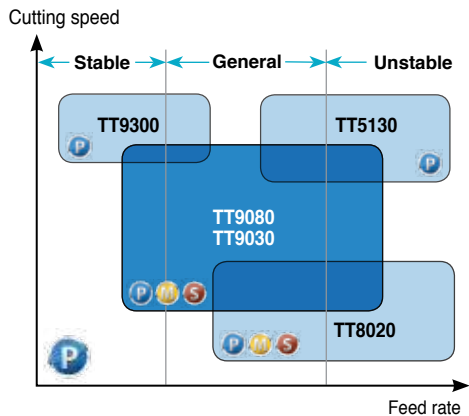 Cutting speed
Stable General Unstable
TT9300 TT5130
P P
TT9080
TT9030
P M S
P M S TT8020
P
Feed rate